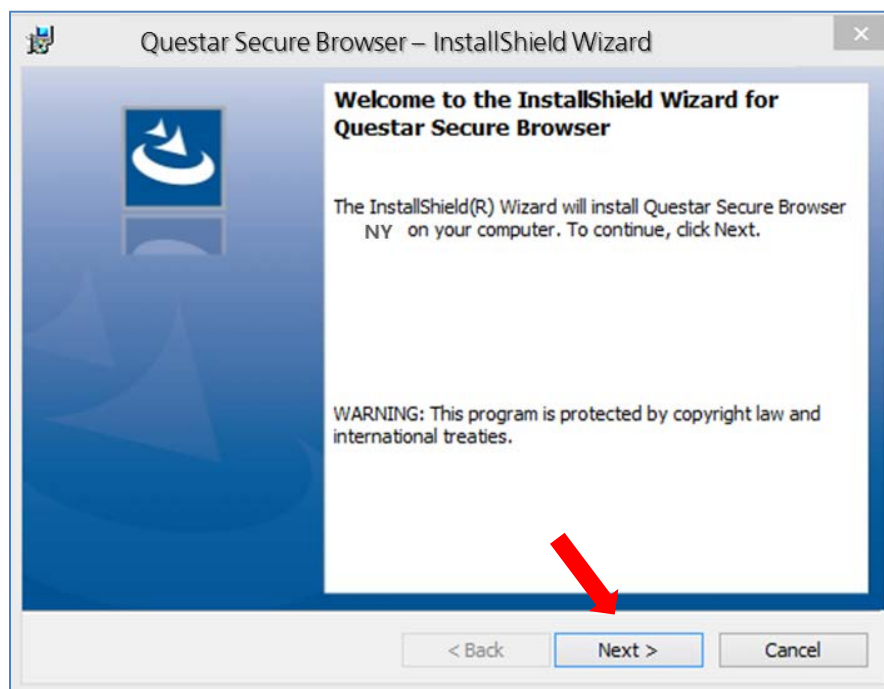 Questar Secure Browser – InstallShield Wizard
Welcome to the InstallShield Wizard for
Questar Secure Browser
The InstallShield(R) Wizard will install Questar Secure Browser
NY on your computer. To continue, click Next.
WARNING: This program is protected by copyright law and
international treaties.
< Back Next > Cancel